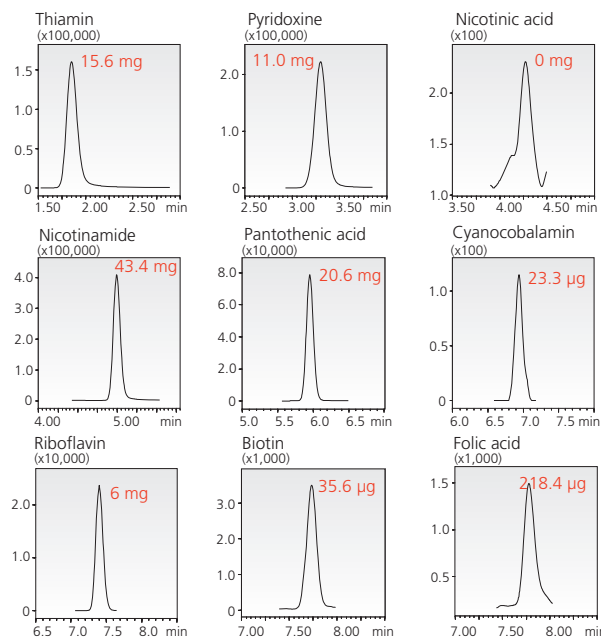 Thiamin
(x100,000)
15.6 mg
1.5
1.0
0.5
0
1.50 2.00 2.50 min
Pyridoxine
(x100,000)
11.0 mg
2.0
1.0
0
2.50 3.00 3.50 min
Nicotinic acid
(x100)
0 mg
2.0
1.5
1.0
3.50 4.00 4.50 min
Nicotinamide
(x100,000)
43.4 mg
4.0
3.0
2.0
1.0
0
4.00 5.00 min
Pantothenic acid
(x10,000)
20.6 mg
8.0
6.0
4.0
2.0
0
5.0 5.5 6.0 6.5 min
Cyanocobalamin
(x100)
23.3 µg
1.0
0.5
0
6.0 6.5 7.0 7.5 min
Riboflavin
(x10,000)
6 mg
2.0
1.0
0
6.5 7.0 7.5 8.0 min
Biotin
(x1,000)
35.6 µg
3.0
2.0
1.0
0
7.00 7.50 8.00 min
Folic acid
(x1,000)
218.4 µg
1.5
1.0
0.5
7.00 7.50 8.00 min